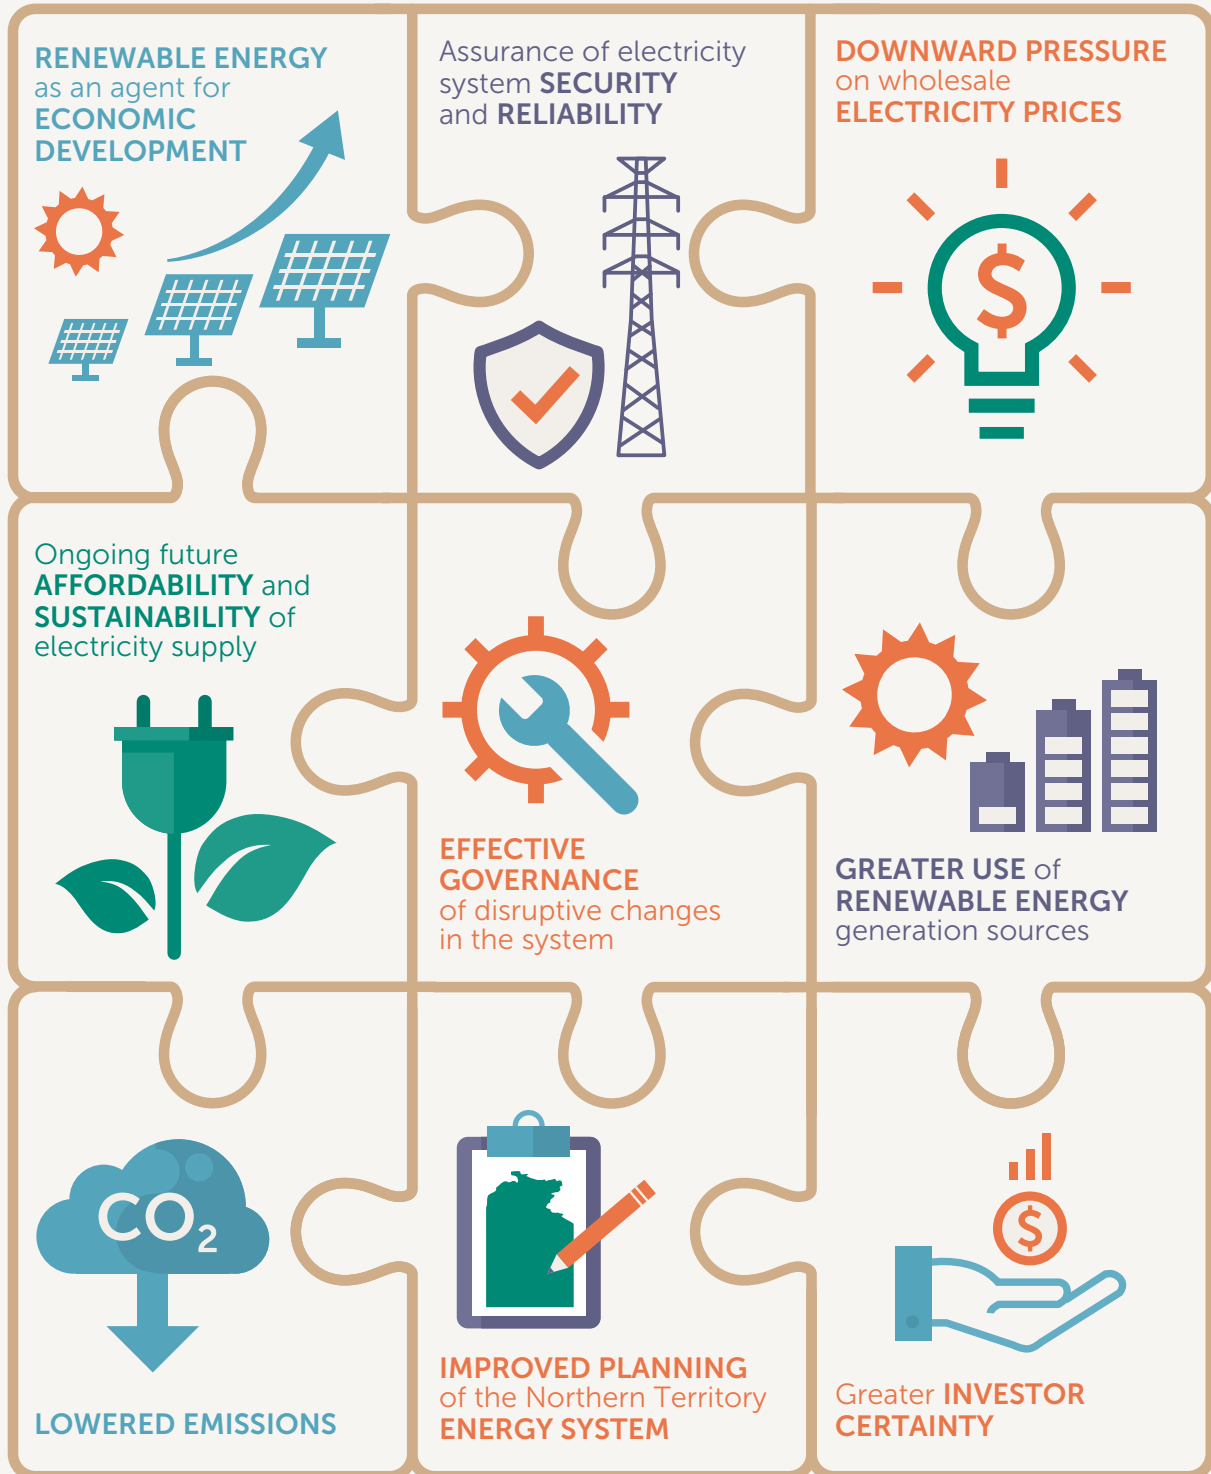 RENEWABLE ENERGY
as an agent for
ECONOMIC
DEVELOPMENT
Assurance of electricity
system SECURITY
and RELIABILITY
DOWNWARD PRESSURE
on wholesale
ELECTRICITY PRICES
$
Ongoing future
AFFORDABILITY and
SUSTAINABILITY of
electricity supply
EFFECTIVE
GOVERNANCE
of disruptive changes
in the system
GREATER USE of
RENEWABLE ENERGY
generation sources
CO2
LOWERED EMISSIONS
IMPROVED PLANNING
of the Northern Territory
ENERGY SYSTEM
$
Greater INVESTOR
CERTAINTY